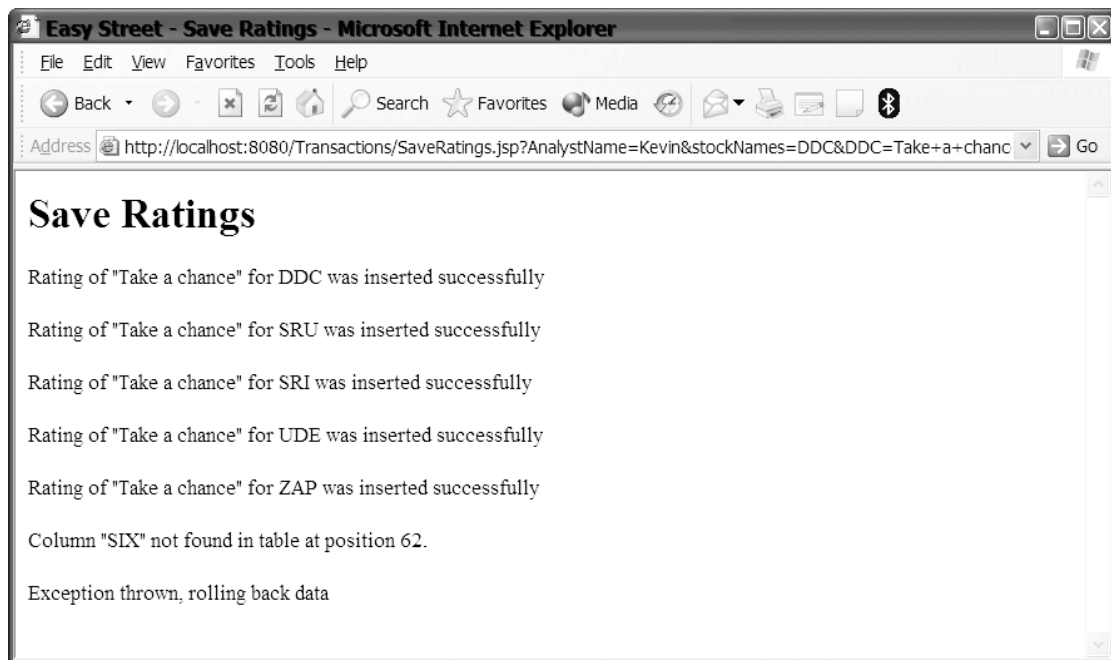 Easy Street - Save Ratings - Microsoft Internet Explorer
File Edit View Favorites Tools Help
Back Search Favorites Media
Address http://localhost:8080/Transactions/SaveRatings.jsp?AnalystName=Kevin&stockNames=DDC&DDC=Take+a+chanc Go
Save Ratings
Rating of "Take a chance" for DDC was inserted successfully
Rating of "Take a chance" for SRU was inserted successfully
Rating of "Take a chance" for SRI was inserted successfully
Rating of "Take a chance" for UDE was inserted successfully
Rating of "Take a chance" for ZAP was inserted successfully
Column "SIX" not found in table at position 62.
Exception thrown, rolling back data